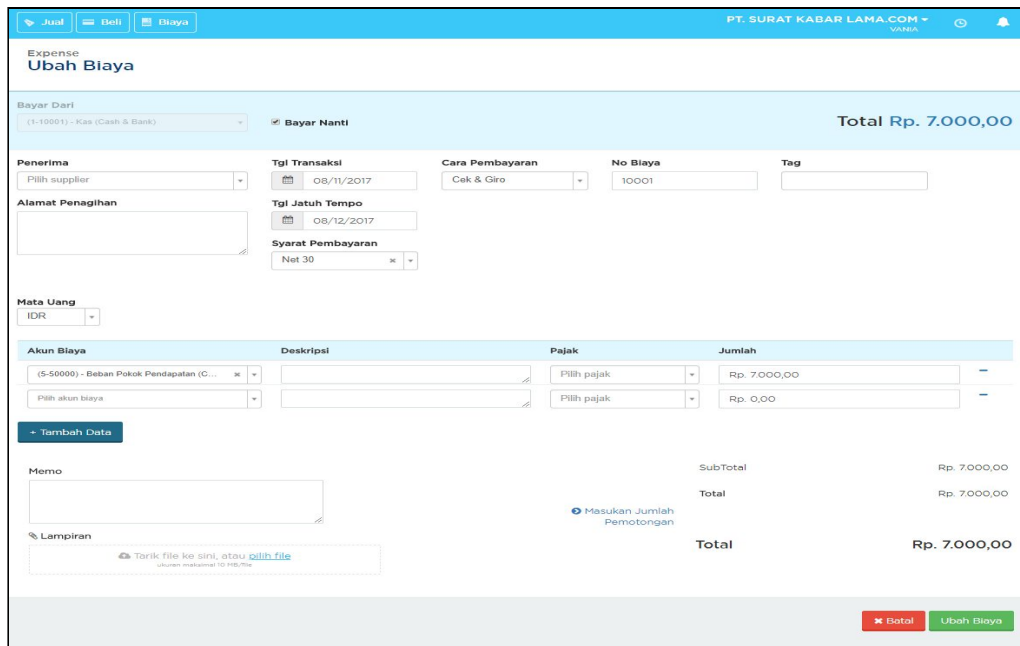 Jual Beli Biaya PT. SURAT KABAR LAMA.COM
VANIA
Expense
Ubah Biaya
Bayar Dari
(1-10001) - Kas (Cash & Bank) Bayar Nanti Total Rp. 7.000,00
Penerima Tgl Transaksi Cara Pembayaran No Biaya Tag
Pilih supplier 08/11/2017 Cek & Giro 10001
Alamat Penagihan Tgl Jatuh Tempo
08/12/2017
Syarat Pembayaran
Net 30
Mata Uang
IDR
Akun Biaya Deskripsi Pajak Jumlah
(5-50000) - Beban Pokok Pendapatan (C... Pilih pajak Rp. 7.000,00
Pilih akun biaya Pilih pajak Rp. 0,00
+ Tambah Data
Memo SubTotal Rp. 7.000,00
Total Rp. 7.000,00
Masukan Jumlah
Pemotongan
Lampiran
Total Rp. 7.000,00
Tarik file ke sini, atau pilih file
ukuran maksimal 10 MB/file
Batal Ubah Biaya